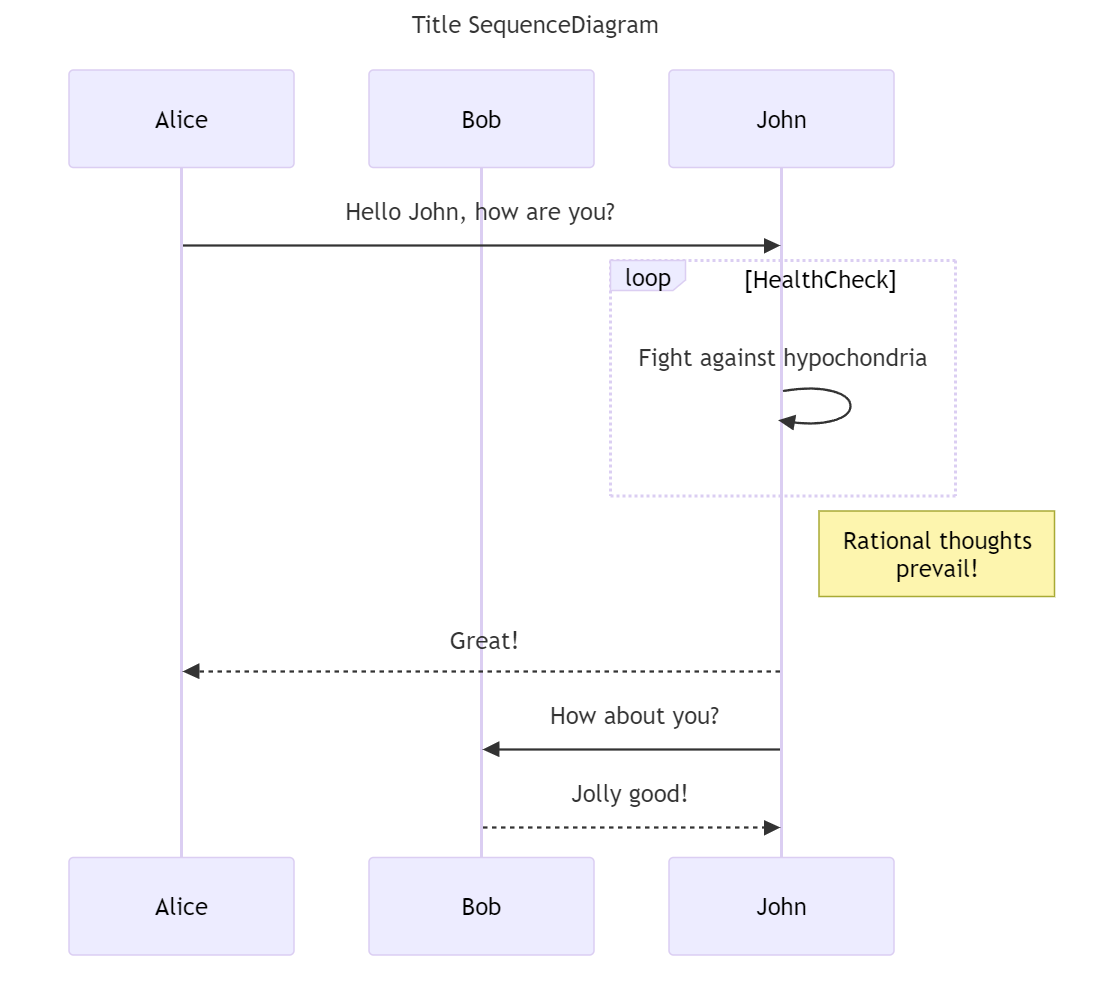 Title SequenceDiagram
Alice
Bob
John
Hello John, how are you?
loop
[HealthCheck]
Fight against hypochondria
Rational thoughts
prevail!
Great!
How about you?
Jolly good!
Alice
Bob
John